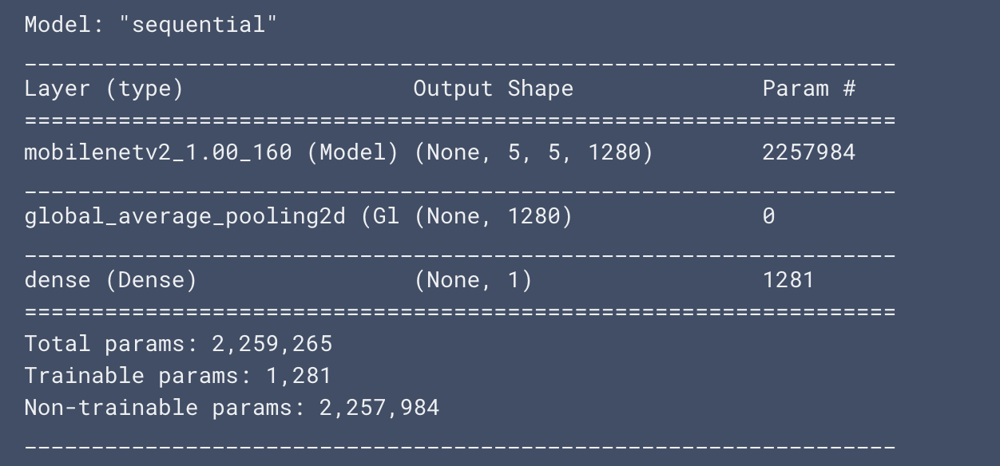 Model: "sequential"
_________________________________________________________________
Layer (type)                 Output Shape              Param #
=================================================================
mobilenetv2_1.00_160 (Model) (None, 5, 5, 1280)        2257984
_________________________________________________________________
global_average_pooling2d (Gl (None, 1280)              0
_________________________________________________________________
dense (Dense)                (None, 1)                 1281
=================================================================
Total params: 2,259,265
Trainable params: 1,281
Non-trainable params: 2,257,984
_________________________________________________________________